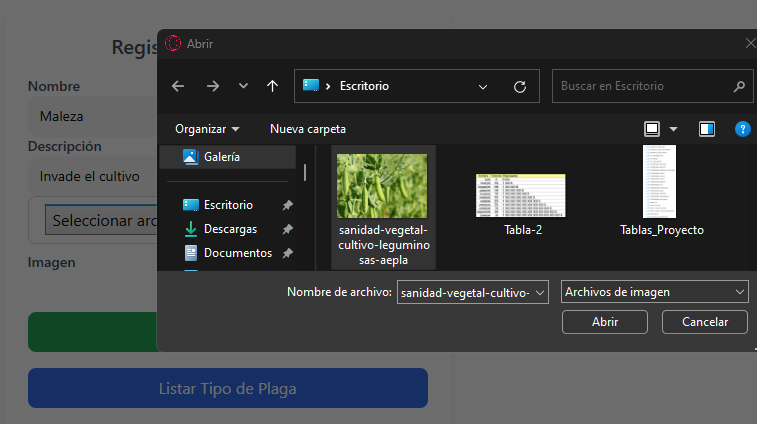 Regis
Abrir
Nombre
Maleza
Descripción
Invade el cultivo
Seleccionar arc
Imagen
Listar Tipo de Plaga
Escritorio
Buscar en Escritorio
Organizar
Nueva carpeta
Galería
Escritorio
Descargas
Documentos
sanidad-vegetal-
cultivo-legumino
sas-aepla
Tabla-2
Tablas_Proyecto
Nombre de archivo:
sanidad-vegetal-cultivo-
Archivos de imagen
Abrir
Cancelar